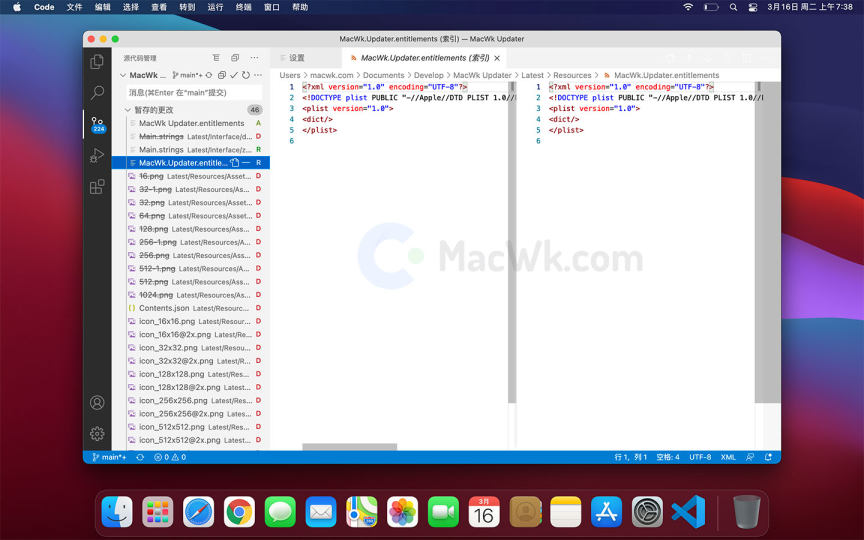 Code 文件 编辑 选择 查看 转到 运行 终端 窗口 帮助 3月16日 周二 上午7:38
MacWk.Updater.entitlements (索引) — MacWk Updater
源代码管理
MacWk ... main*+
消息(⌘Enter 在“main”提交)
暂存的更改 46
MacWk Updater.entitlements A
Main.strings Latest/Interface/d... D
Main.strings Latest/Interface/z... R
MacWk.Updater.entitle... R
16.png Latest/Resources/Asset... D
32-1.png Latest/Resources/As... D
32.png Latest/Resources/Asset... D
64.png Latest/Resources/Asset... D
128.png Latest/Resources/Ass... D
256-1.png Latest/Resources/A... D
256.png Latest/Resources/Ass... D
512-1.png Latest/Resources/A... D
512.png Latest/Resources/Ass... D
1024.png Latest/Resources/As... D
Contents.json Latest/Resourc... D
icon_16x16.png Latest/Resour... D
icon_16x16@2x.png Latest/Re... D
icon_32x32.png Latest/Resou... D
icon_32x32@2x.png Latest/R... D
icon_128x128.png Latest/Res... D
icon_128x128@2x.png Latest/... D
icon_256x256.png Latest/Res... D
icon_256x256@2x.png Latest/... D
icon_512x512.png Latest/Res... D
icon_512x512@2x.png Latest/... D
224
设置
MacWk.Updater.entitlements (索引)
Users > macwk.com > Documents > Develop > MacWk Updater > Latest > Resources > MacWk.Updater.entitlements
1 <?xml version="1.0" encoding="UTF-8"?>
2 <!DOCTYPE plist PUBLIC "-//Apple//DTD PLIST 1.0//
3 <plist version="1.0">
4 <dict/>
5 </plist>
6
1 <?xml version="1.0" encoding="UTF-8"?>
2 <!DOCTYPE plist PUBLIC "-//Apple//DTD PLIST 1.0//
3 <plist version="1.0">
4 <dict/>
5 </plist>
6
MacWk.com
main*+ 0 0 行 1, 列 1 空格: 4 UTF-8 XML
3月
16